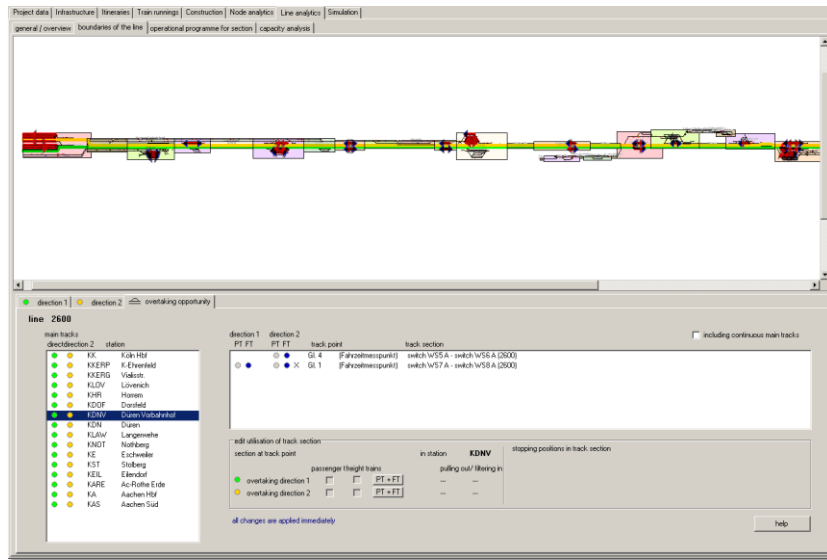 Project data Infrastructure Itineraries Train runnings Construction Node analytics Line analytics Simulation
general / overview boundaries of the line operational programme for section capacity analysis
direction 1 direction 2 overtaking opportunity
line 2600
main tracks
directdirection 2 station
KK Köln Hbf
KKERP K-Ehrenfeld
KKERG Vialisstr.
KLOV Lövenich
KHR Horrem
KDOF Dorsfeld
KDNV Düren Vorbahnhof
KDN Düren
KLAW Langerwehe
KNOT Nothberg
KE Eschweiler
KST Stolberg
KEIL Eilendorf
KARE Ac-Rothe Erde
KA Aachen Hbf
KAS Aachen Süd
direction 1 direction 2
PT FT PT FT track point track section
including continuous main tracks
Gl. 4 (Fahrzeitmesspunkt) switch WS5 A - switch WS6 A (2600)
Gl. 1 (Fahrzeitmesspunkt) switch WS7 A - switch WS8 A (2600)
edit utilisation of track section
section at track point in station KDNV stopping positions in track section
passenger freight trains pulling out/ filtering in
overtaking direction 1 PT + FT --- ---
overtaking direction 2 PT + FT --- ---
all changes are applied immediately
help